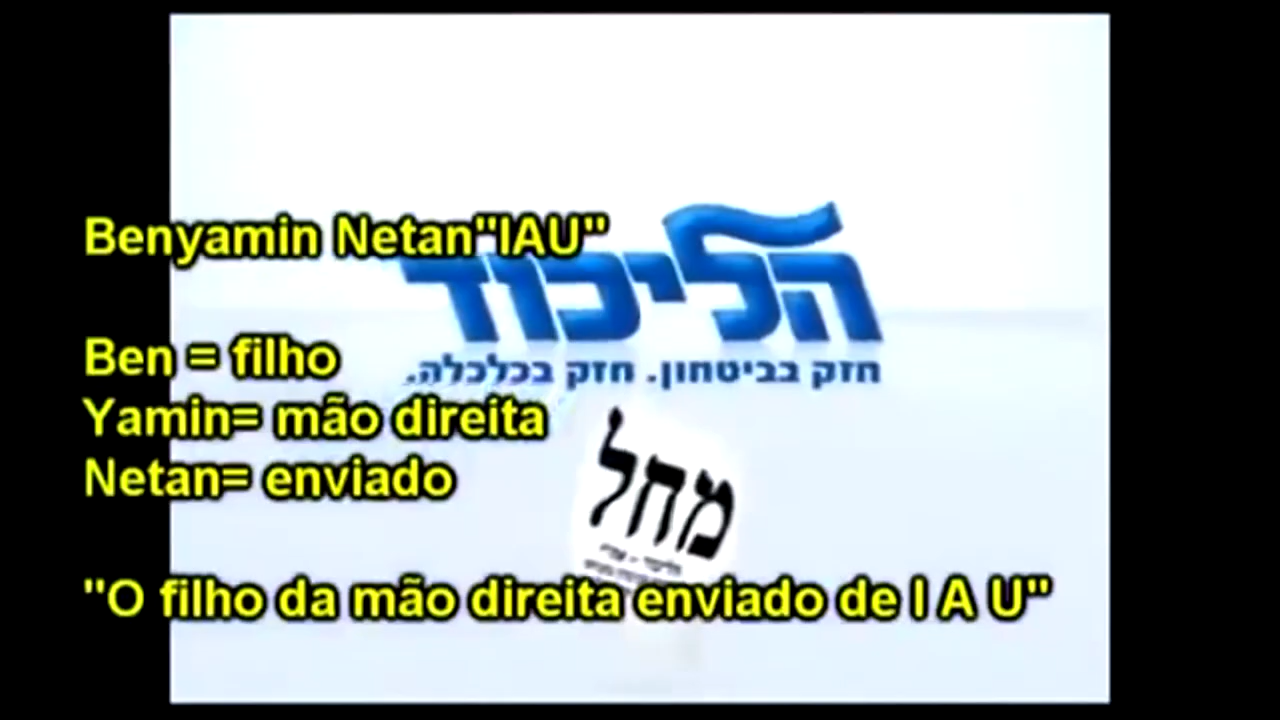 Benyamin Netan"IAU"
הליכוד
Ben = filho
חזק בביטחון. חזק בכלכלה.
Yamin= mão direita
Netan= enviado
מחל
"O filho da mão direita enviado de I A U"